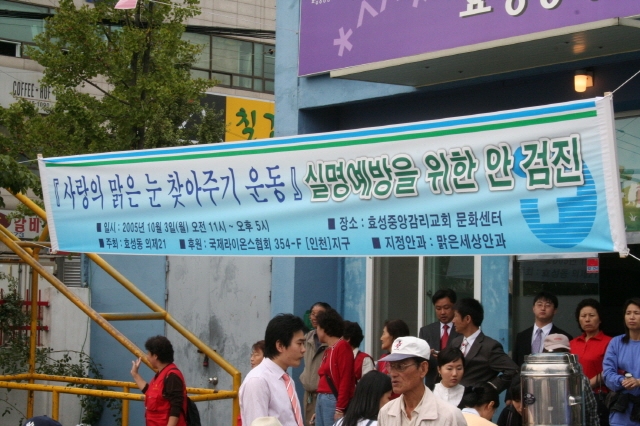 COFFEE • HO
『사랑의 맑은 눈 찾아주기 운동』 실명예방을 위한 안 검진
■ 일시 : 2005년 10월 3일(월) 오전 11시 ~ 오후 5시 ■ 장소 : 효성중앙감리교회 문화센터
■ 주최 : 효성동 의제21 ■ 후원 : 국제라이온스협회 354-F [인천]지구 ■ 지정안과 : 맑은세상안과